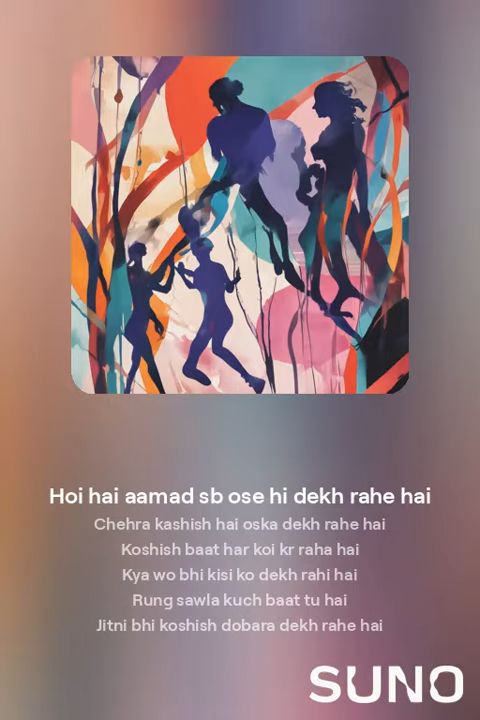 Hoi hai aamad sb ose hi dekh rahe hai
Chehra kashish hai oska dekh rahe hai
Koshish baat har koi kr raha hai
Kya wo bhi kisi ko dekh rahi hai
Rung sawla kuch baat tu hai
Jitni bhi koshish dobara dekh rahe hai
SUNO